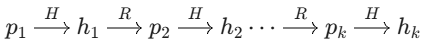 p₁ —H→ h₁ —R→ p₂ —H→ h₂ ⋯ —R→ pₖ —H→ hₖ